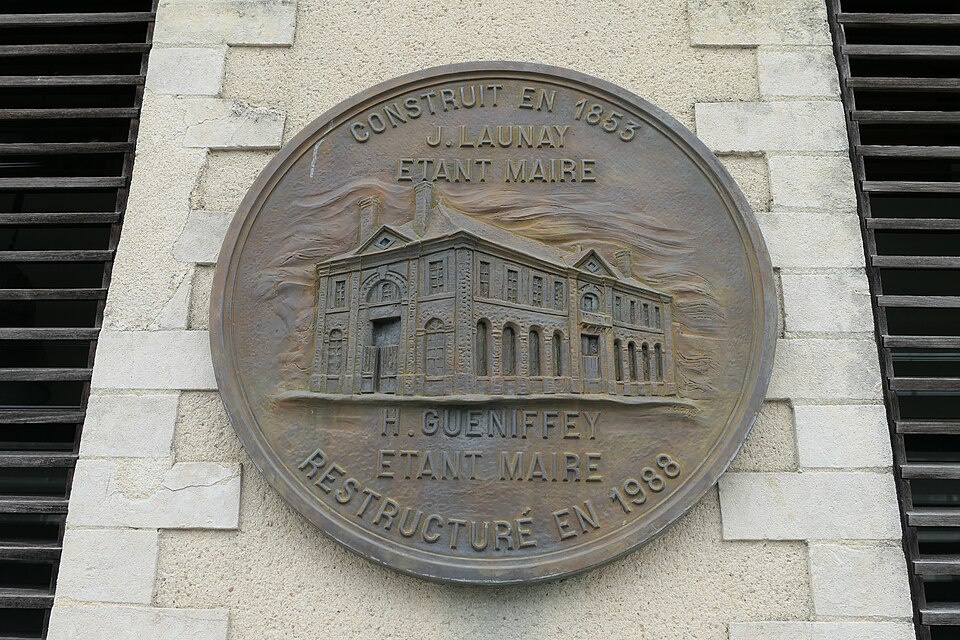 CONSTRUIT EN 1853
J. LAUNAY
ETANT MAIRE
H. GUENIFFEY
ETANT MAIRE
RESTRUCTURÉ EN 1988